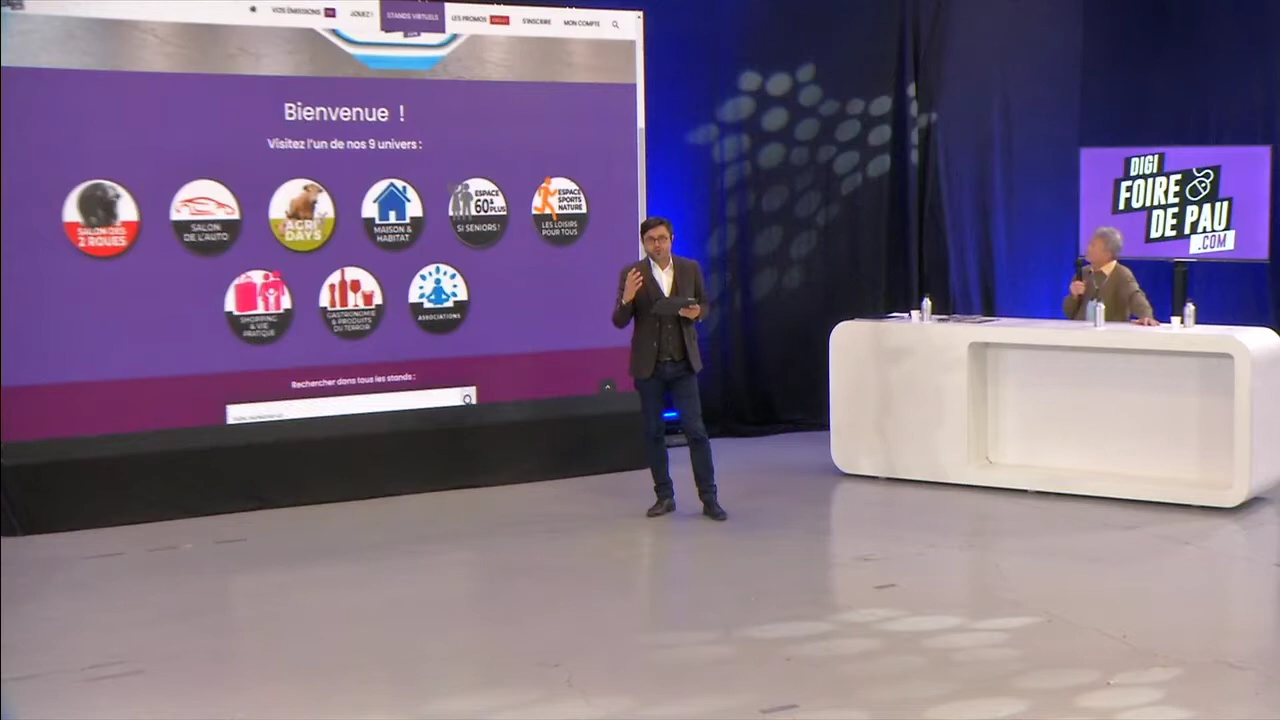 VOS ÉMISSIONS
JOUEZ !
STANDS VIRTUELS
LES PROMOS
S'INSCRIRE
MON COMPTE
Bienvenue !
Visitez l'un de nos 9 univers :
SALON DES
2 ROUES
SALON
DE L'AUTO
AGRI
DAYS
MAISON &
HABITAT
ESPACE
60 & PLUS
SI SENIORS !
ESPACE
SPORTS
NATURE
LES LOISIRS
POUR TOUS
SHOPPING
& VIE
PRATIQUE
GASTRONOMIE
& PRODUITS
DU TERROIR
ASSOCIATIONS
Rechercher dans tous les stands :
DIGI
FOIRE
DE PAU
.COM